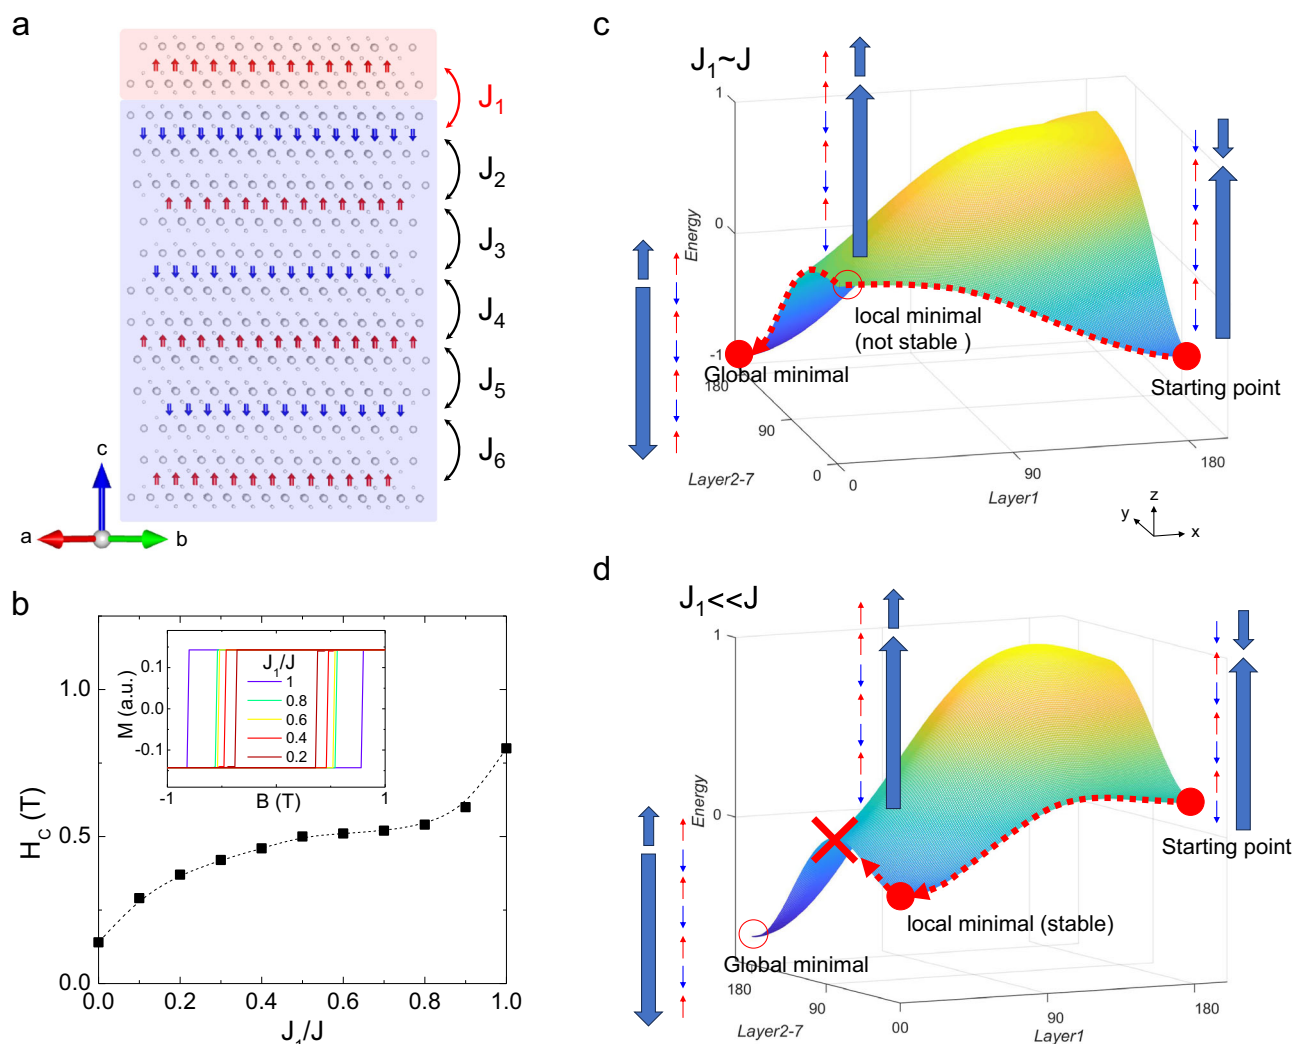 a
J1
J2
J3
J4
J5
J6
c
a
b
b
HC (T)
1.0
0.5
0.0
0.0
0.2
0.4
0.6
0.8
1.0
J1/J
M (a.u.)
0.15
0.0
-0.1
-1
1
B (T)
J1/J
1
0.8
0.6
0.4
0.2
c
J1~J
Energy
1
0
-1
local minimal
(not stable )
Global minimal
Starting point
180
90
0
Layer2-7
0
90
180
Layer1
z
y
x
d
J1<<J
Energy
1
0
Starting point
local minimal (stable)
Global minimal
180
90
00
Layer2-7
90
180
Layer1